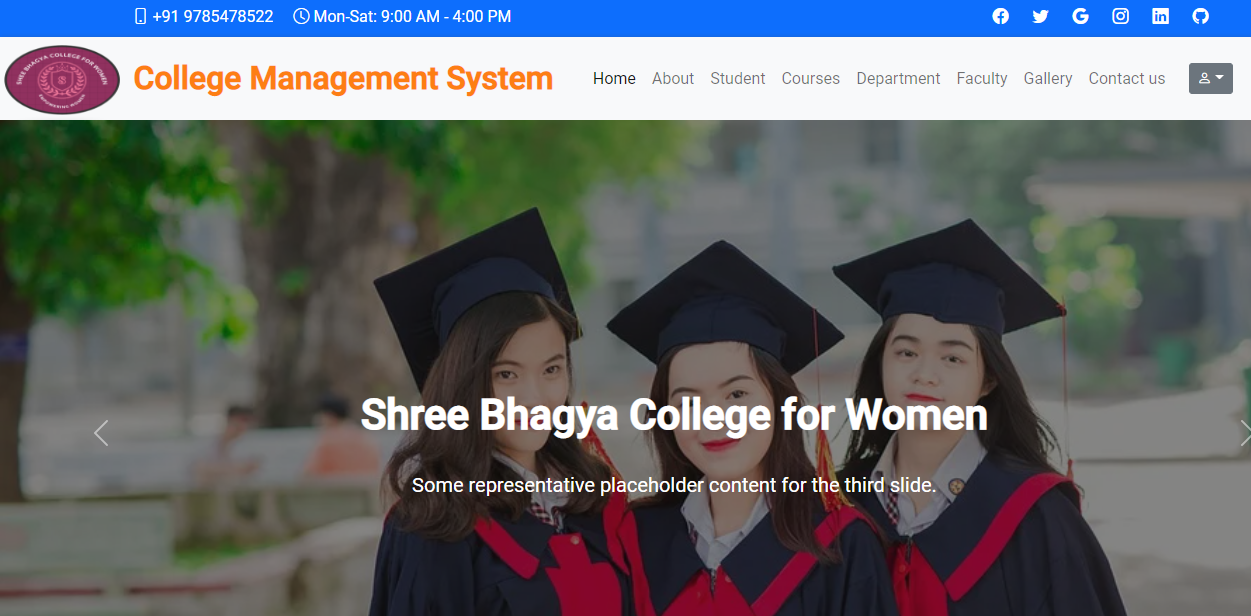 +91 9785478522 Mon-Sat: 9:00 AM - 4:00 PM
SHREE BHAGYA COLLEGE FOR WOMEN
S
EMPOWERING WOMEN
College Management System
Home About Student Courses Department Faculty Gallery Contact us
Shree Bhagya College for Women
Some representative placeholder content for the third slide.